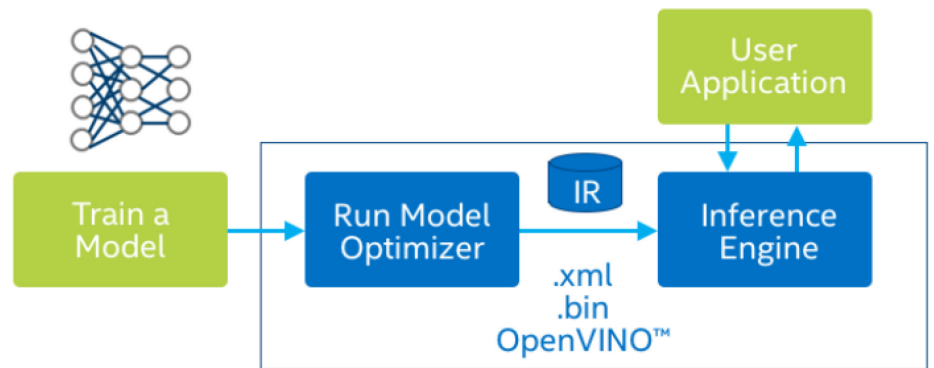 User
Application
Train a
Model
Run Model
Optimizer
IR
Inference
Engine
.xml
.bin
OpenVINO™